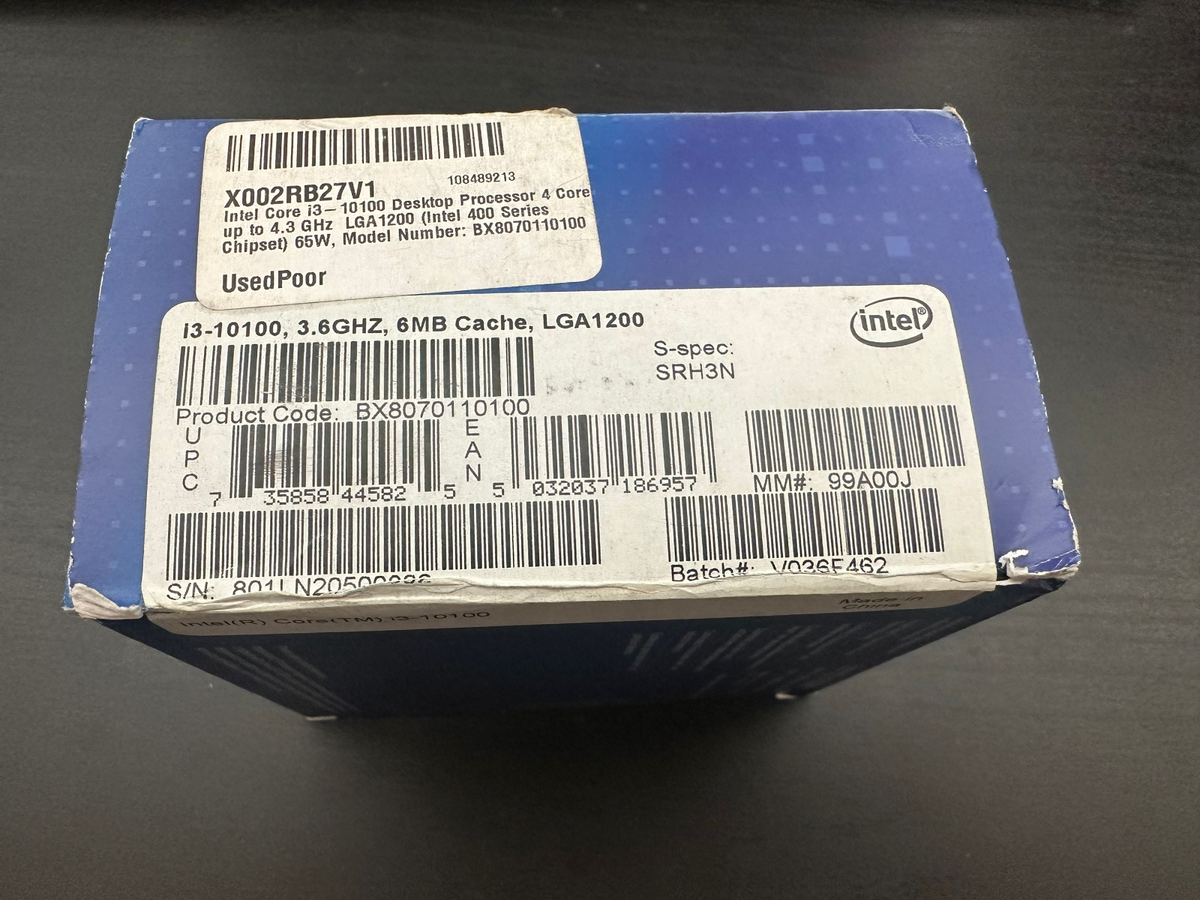 X002RB27V1
108489213
Intel Core i3-10100 Desktop Processor 4 Core
up to 4.3 GHz LGA1200 (Intel 400 Series
Chipset) 65W, Model Number: BX8070110100
UsedPoor
i3-10100, 3.6GHZ, 6MB Cache, LGA1200
intel®
S-spec:
SRH3N
Product Code: BX8070110100
UPC
7 35858 44582 5
EAN
5 032037 186957
MM#: 99A00J
S/N:
Batch#: V036F462
Intel(R) Core(TM) i3-10100
Made in
China